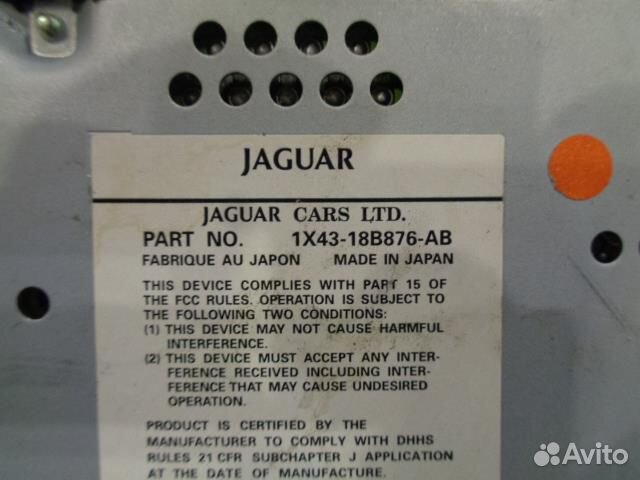 JAGUAR
JAGUAR CARS LTD.
PART NO. 1X43-18B876-AB
FABRIQUE AU JAPON MADE IN JAPAN
THIS DEVICE COMPLIES WITH PART 15 OF
THE FCC RULES. OPERATION IS SUBJECT TO
THE FOLLOWING TWO CONDITIONS:
(1) THIS DEVICE MAY NOT CAUSE HARMFUL
INTERFERENCE.
(2) THIS DEVICE MUST ACCEPT ANY INTER-
FERENCE RECEIVED INCLUDING INTER-
FERENCE THAT MAY CAUSE UNDESIRED
OPERATION.
PRODUCT IS CERTIFIED BY THE
MANUFACTURER TO COMPLY WITH DHHS
RULES 21 CFR SUBCHAPTER J APPLICATION
AT THE DATE OF MANUFACTURE.
Avito